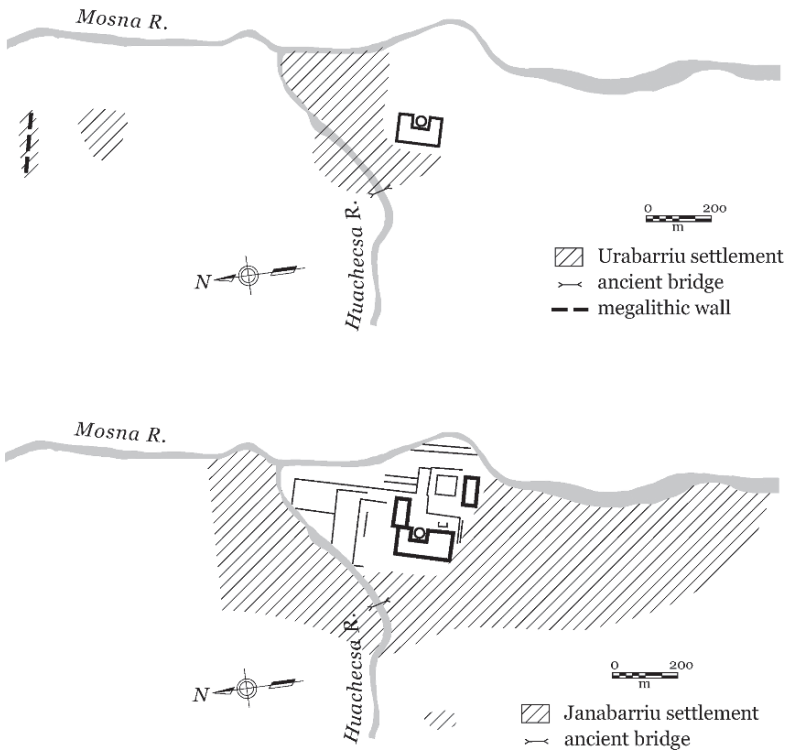 Mosna R.
Huachecsa R.
N
0 200
m
Urabarriu settlement
ancient bridge
megalithic wall
Mosna R.
Huachecsa R.
N
0 200
m
Janabarriu settlement
ancient bridge